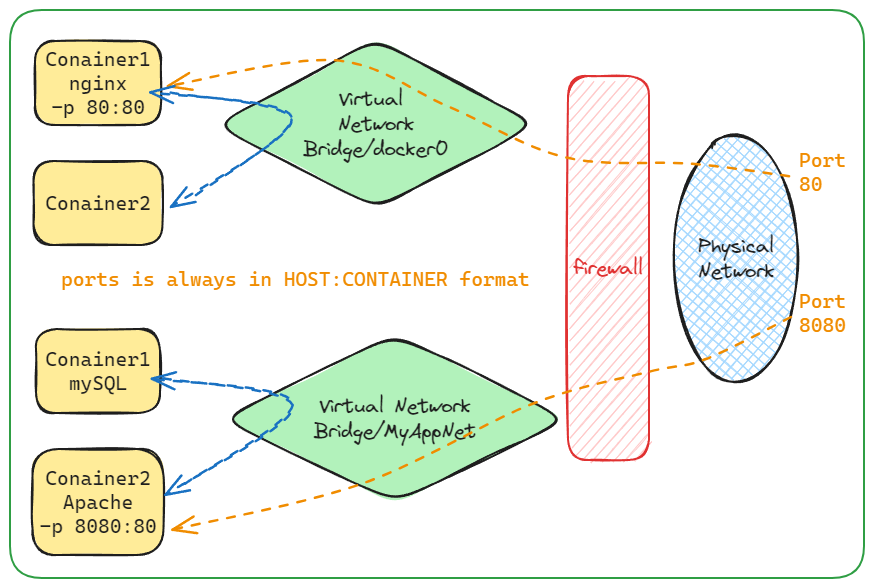 Conainer1
nginx
-p 80:80
Virtual
Network
Bridge/docker0
Port
80
Conainer2
Physical
Network
firewall
ports is always in HOST:CONTAINER format
Port
8080
Conainer1
mySQL
Virtual Network
Bridge/MyAppNet
Conainer2
Apache
-p 8080:80